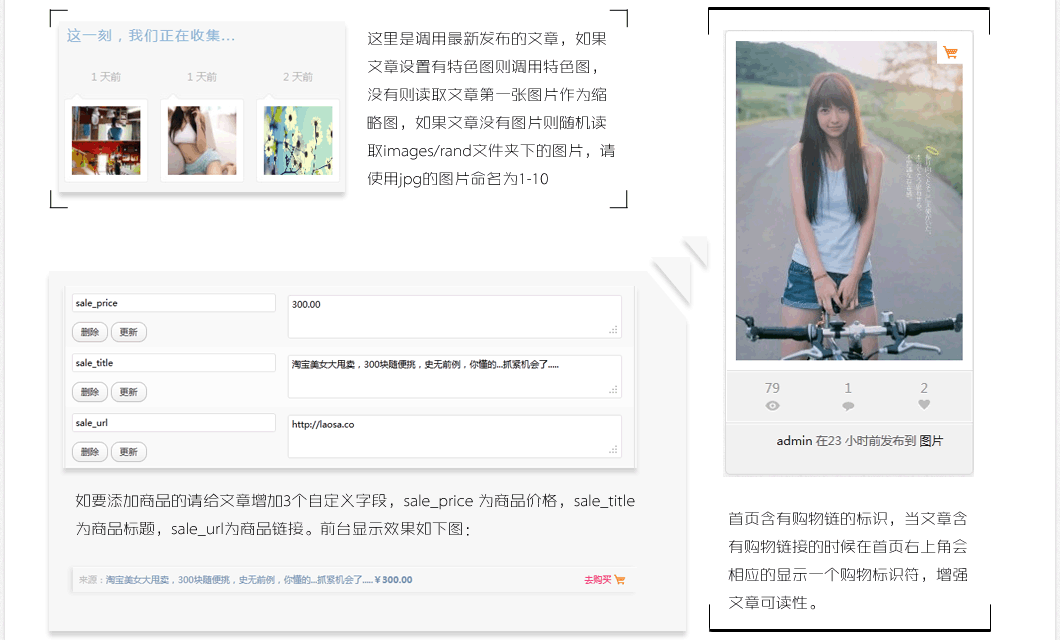 这一刻，我们正在收集...
1 天前
1 天前
2 天前
这里是调用最新发布的文章，如果
文章设置有特色图则调用特色图，
没有则读取文章第一张图片作为缩
略图，如果文章没有图片则随机读
取images/rand文件夹下的图片，请
使用jpg的图片命名为1-10
sale_price
300.00
删除
更新
sale_title
淘宝美女大甩卖，300块随便挑，史无前例，你懂的...抓紧机会了.....
删除
更新
sale_url
http://laosa.co
删除
更新
如要添加商品的请给文章增加3个自定义字段，sale_price 为商品价格，sale_title
为商品标题，sale_url为商品链接。前台显示效果如下图：
来源：淘宝美女大甩卖，300块随便挑，史无前例，你懂的...抓紧机会了.....￥300.00
去购买
79
1
2
admin 在23 小时前发布到 图片
首页含有购物链的标识，当文章含
有购物链接的时候在首页右上角会
相应的显示一个购物标识符，增强
文章可读性。